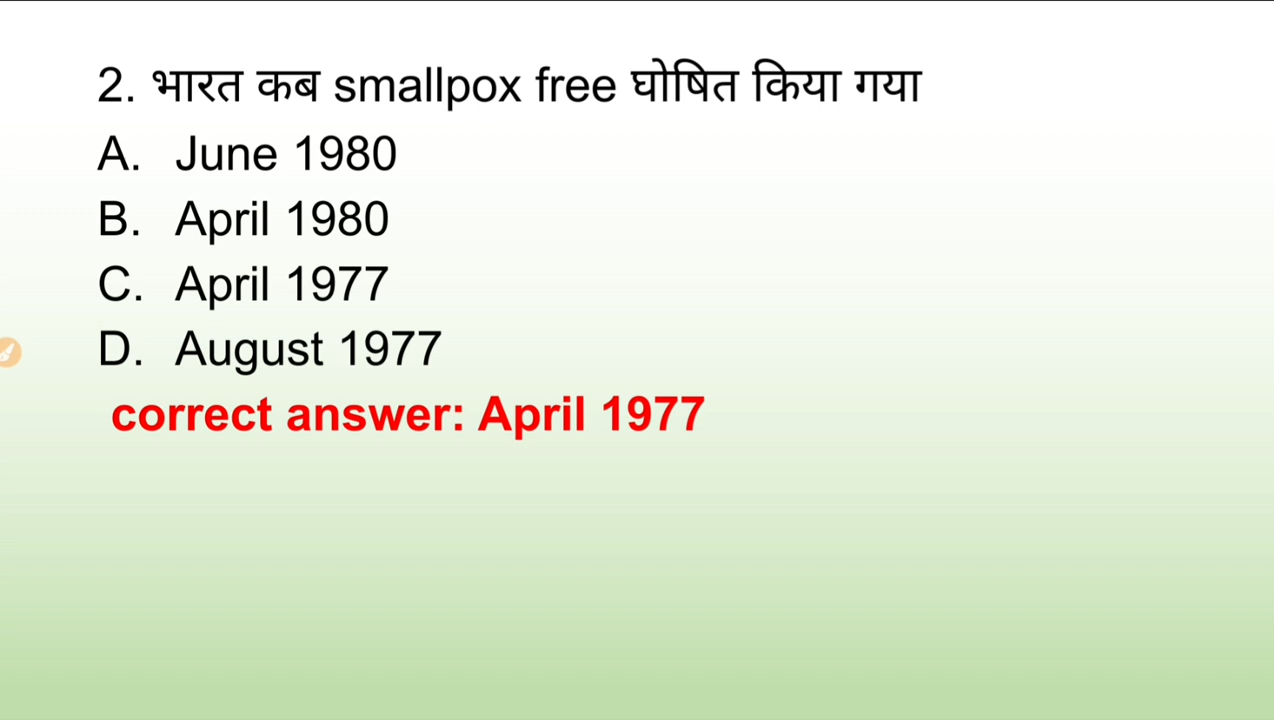 2. भारत कब smallpox free घोषित किया गया
A. June 1980
B. April 1980
C. April 1977
D. August 1977
correct answer: April 1977